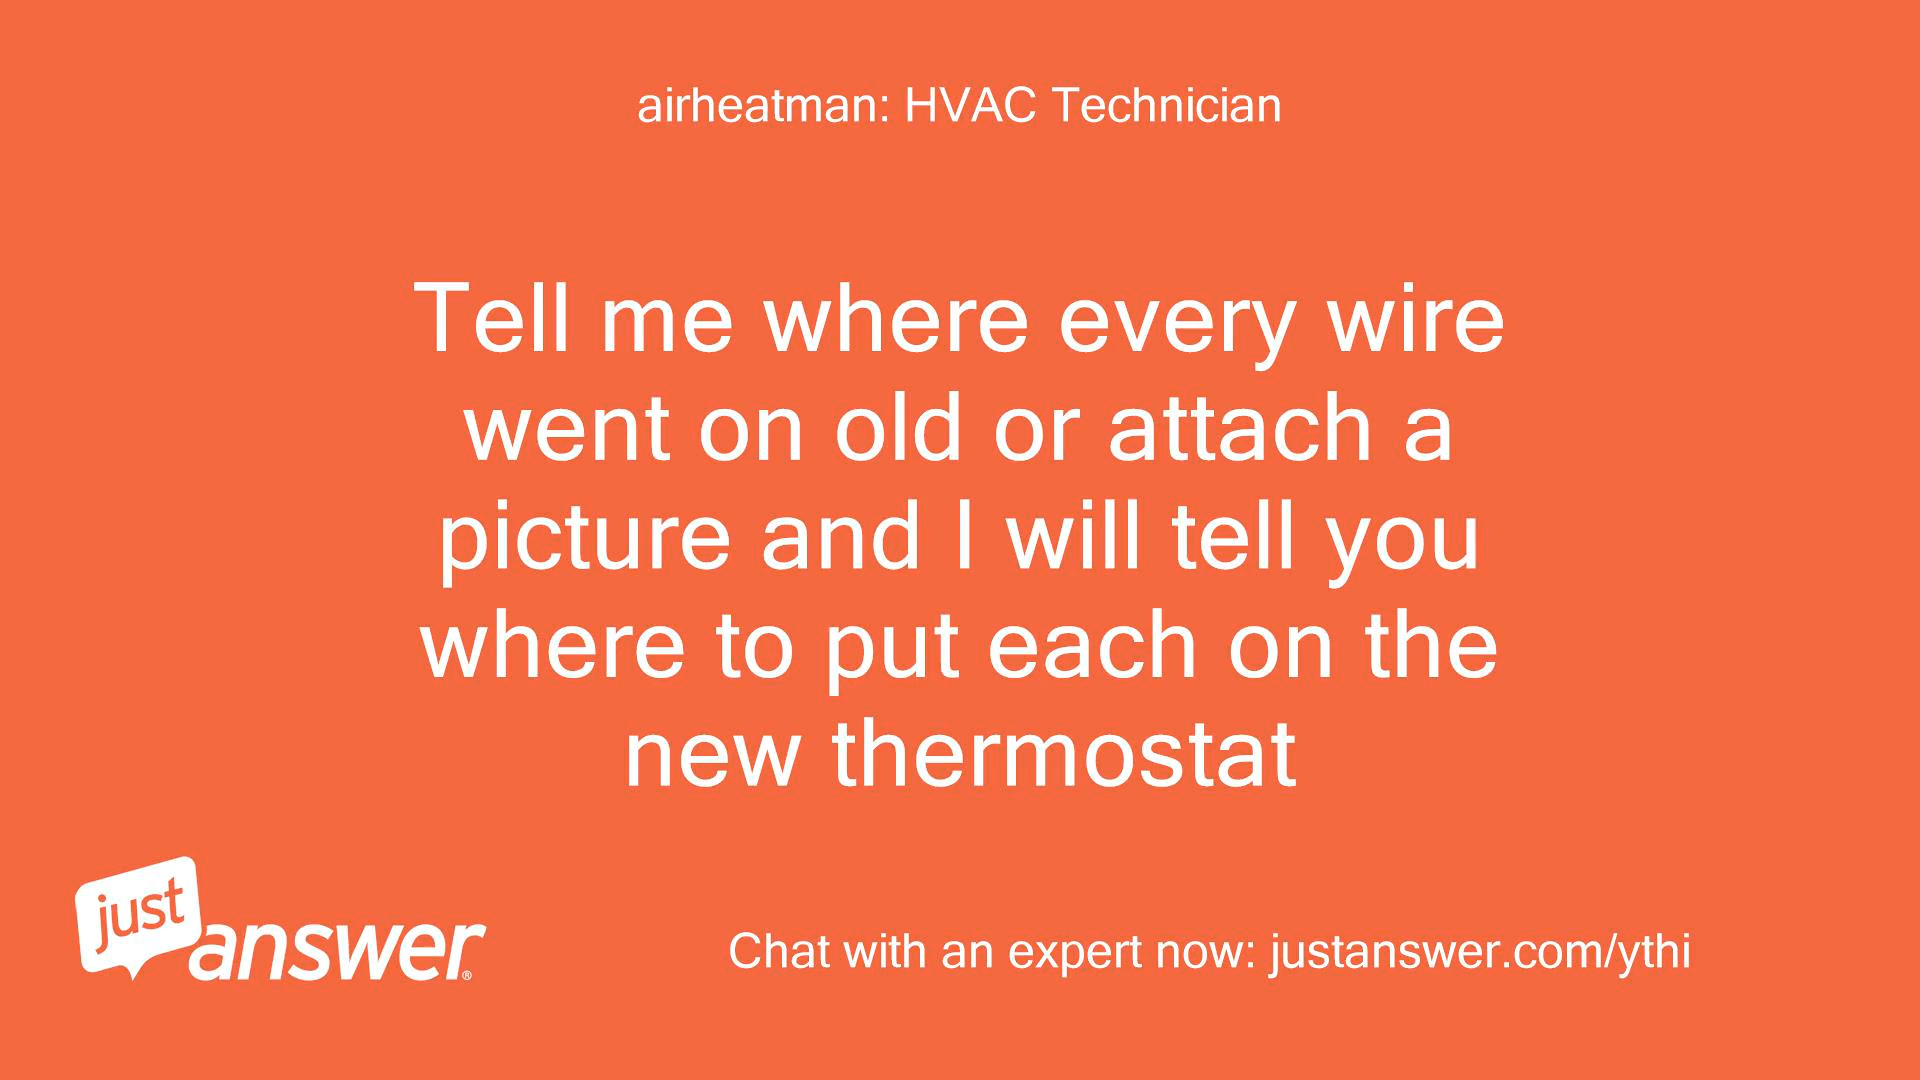 airheatman: HVAC Technician
Tell me where every wire
went on old or attach a
picture and I will tell you
where to put each on the
new thermostat
just
answer®
Chat with an expert now: justanswer.com/ythi